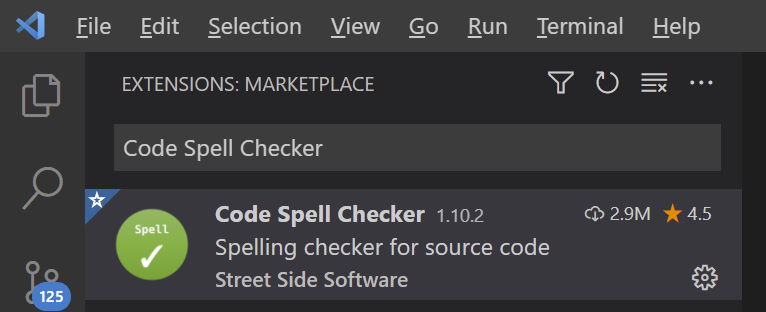 File Edit Selection View Go Run Terminal Help
EXTENSIONS: MARKETPLACE
Code Spell Checker
Spell
Code Spell Checker 1.10.2 2.9M 4.5
Spelling checker for source code
Street Side Software
125